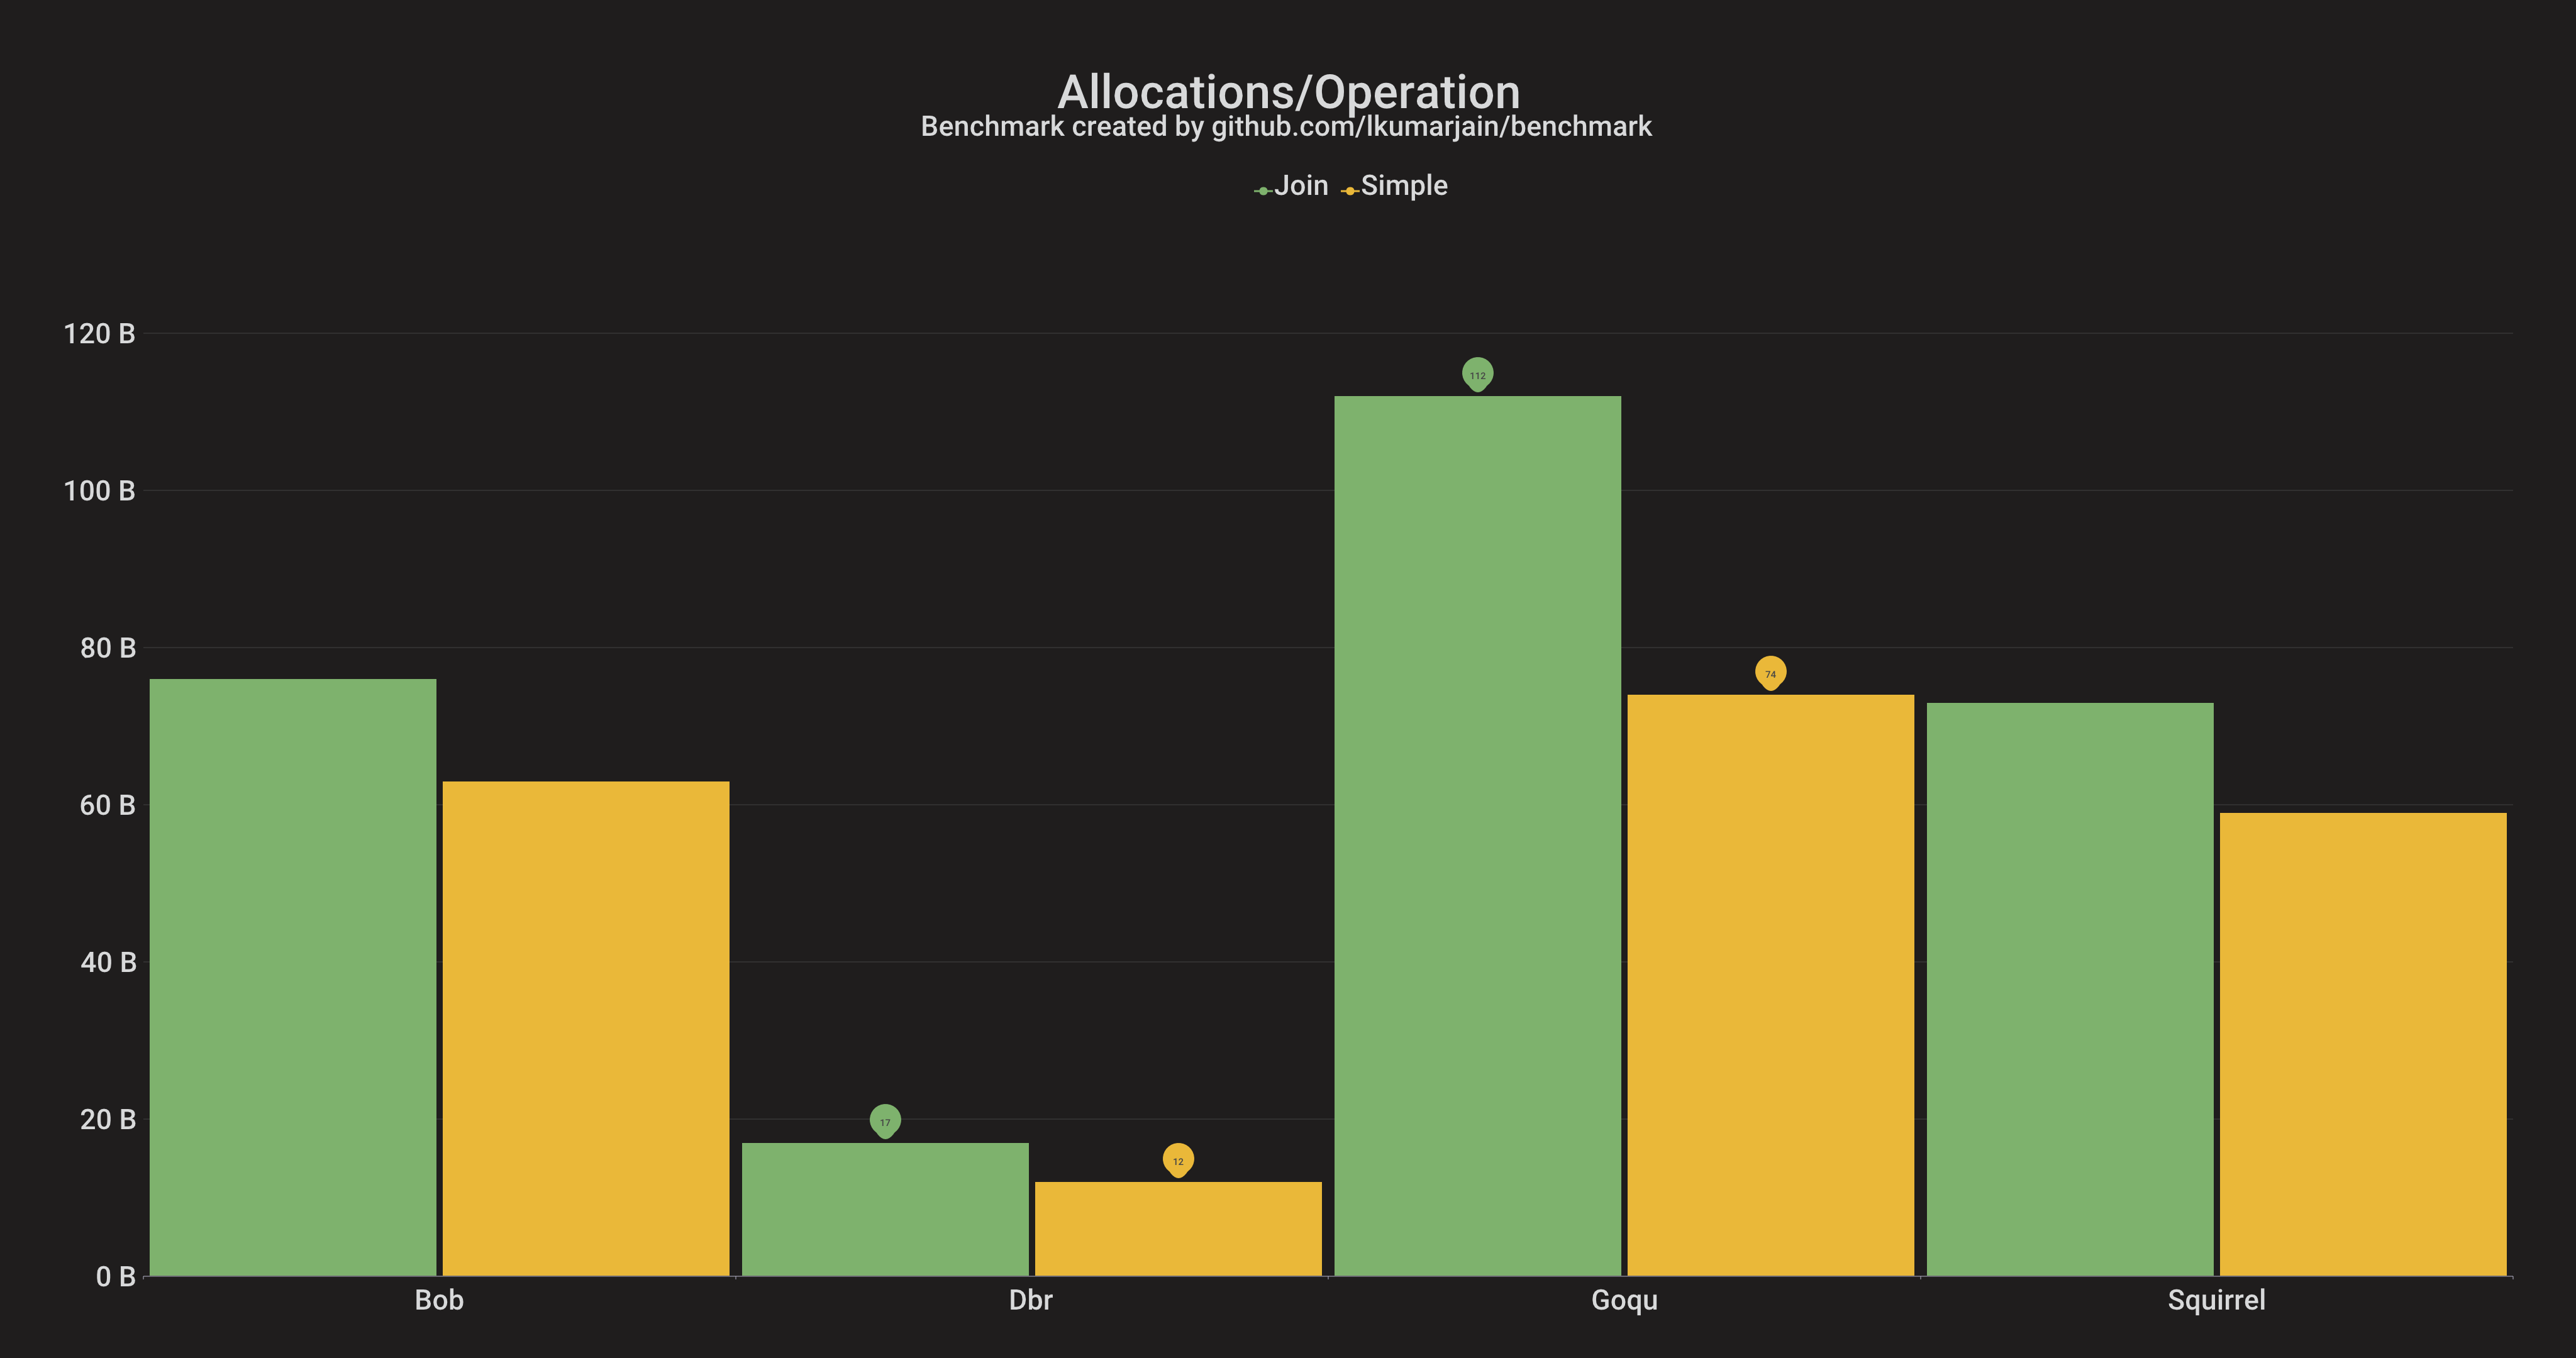 Allocations/Operation
Benchmark created by github.com/lkumarjain/benchmark
Join Simple
120 B
112
100 B
80 B
74
60 B
40 B
20 B
17
12
0 B
Bob Dbr Goqu Squirrel